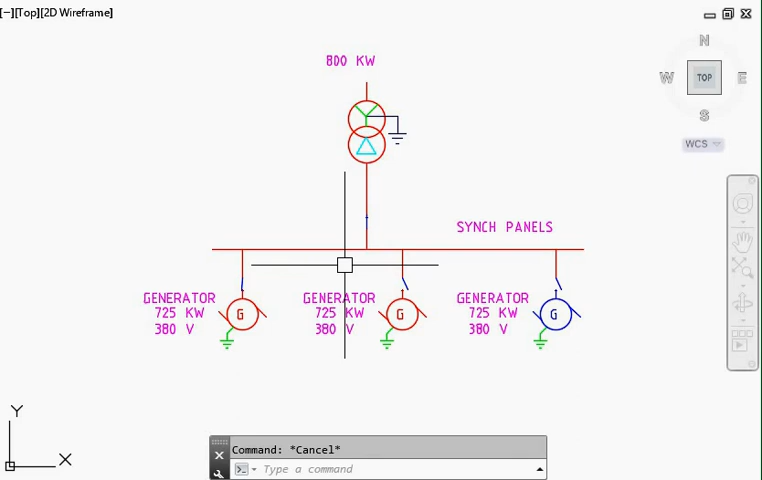 [−][Top][2D Wireframe]
800 KW
N
W
TOP
E
S
WCS
SYNCH PANELS
GENERATOR
725 KW
380 V
G
GENERATOR
725 KW
380 V
G
GENERATOR
725 KW
380 V
G
Y
X
Command: *Cancel*
Type a command